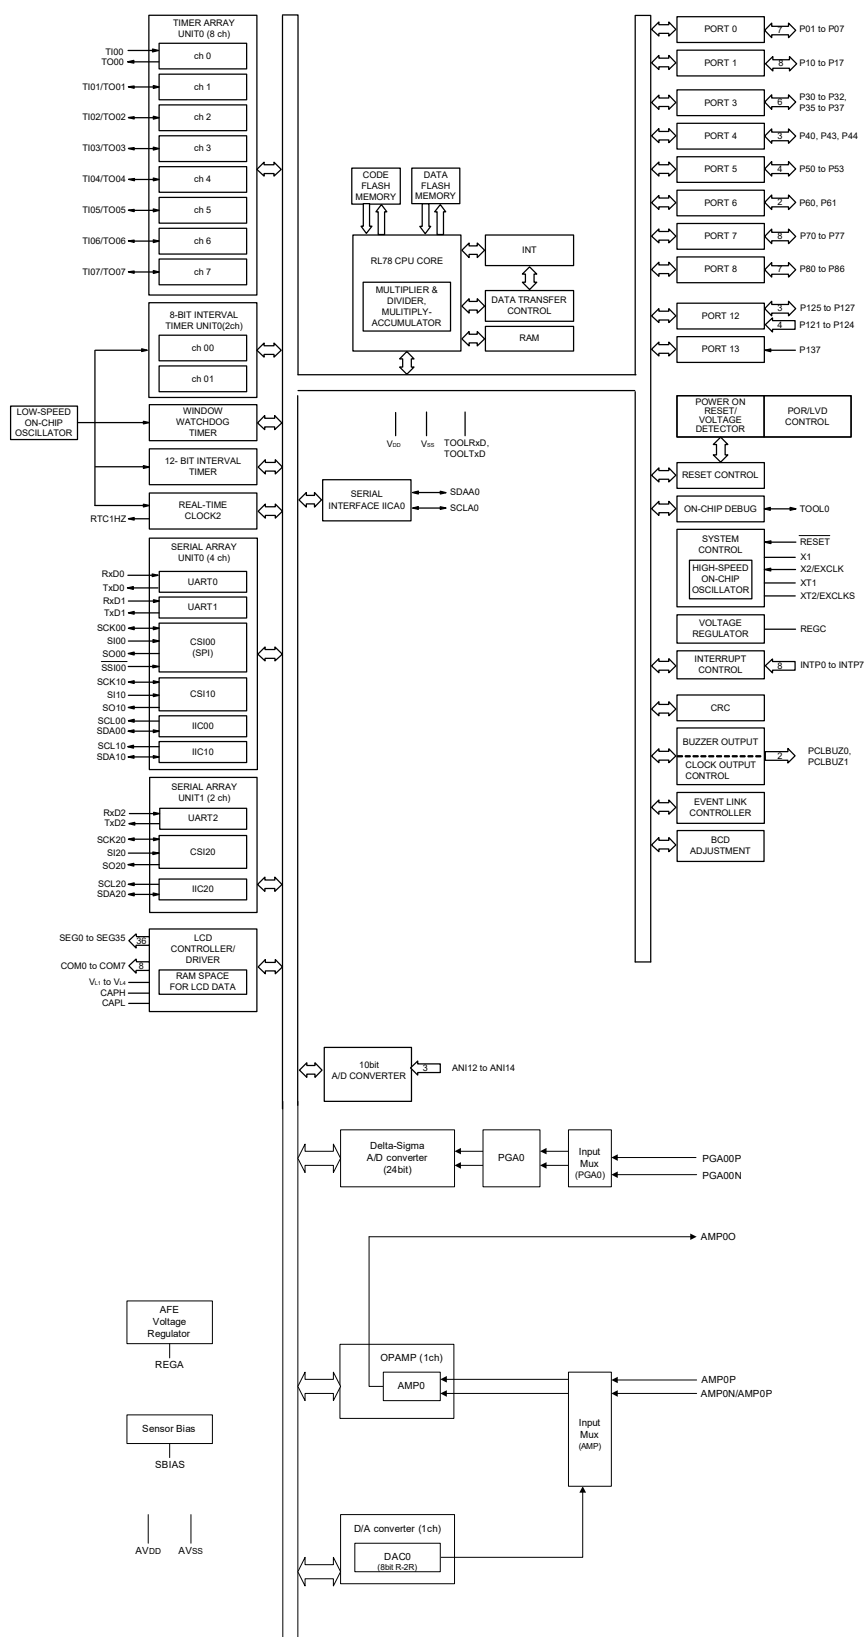 TIMER ARRAY
UNIT0 (8 ch)
ch 0
TI00
TO00
TI01/TO01
ch 1
TI02/TO02
ch 2
TI03/TO03
ch 3
TI04/TO04
ch 4
TI05/TO05
ch 5
TI06/TO06
ch 6
TI07/TO07
ch 7
8-BIT INTERVAL
TIMER UNIT0(2ch)
ch 00
ch 01
LOW-SPEED
ON-CHIP
OSCILLATOR
WINDOW
WATCHDOG
TIMER
12- BIT INTERVAL
TIMER
REAL-TIME
CLOCK2
RTC1HZ
SERIAL ARRAY
UNIT0 (4 ch)
RxD0
TxD0
UART0
RxD1
TxD1
UART1
SCK00
SI00
SO00
SSI00
CSI00
(SPI)
SCK10
SI10
SO10
CSI10
SCL00
SDA00
IIC00
SCL10
SDA10
IIC10
SERIAL ARRAY
UNIT1 (2 ch)
RxD2
TxD2
UART2
SCK20
SI20
SO20
CSI20
SCL20
SDA20
IIC20
SEG0 to SEG35
36
COM0 to COM7
8
VL1 to VL4
CAPH
CAPL
LCD
CONTROLLER/
DRIVER
RAM SPACE
FOR LCD DATA
CODE
FLASH
MEMORY
DATA
FLASH
MEMORY
RL78 CPU CORE
MULTIPLIER &
DIVIDER,
MULITIPLY-
ACCUMULATOR
INT
DATA TRANSFER
CONTROL
RAM
VDD
VSS
TOOLRxD,
TOOLTxD
SERIAL
INTERFACE IICA0
SDAA0
SCLA0
PORT 0
7
P01 to P07
PORT 1
8
P10 to P17
PORT 3
6
P30 to P32,
P35 to P37
PORT 4
3
P40, P43, P44
PORT 5
4
P50 to P53
PORT 6
2
P60, P61
PORT 7
8
P70 to P77
PORT 8
7
P80 to P86
PORT 12
3
P125 to P127
4
P121 to P124
PORT 13
P137
POWER ON
RESET/
VOLTAGE
DETECTOR
POR/LVD
CONTROL
RESET CONTROL
ON-CHIP DEBUG
TOOL0
SYSTEM
CONTROL
HIGH-SPEED
ON-CHIP
OSCILLATOR
RESET
X1
X2/EXCLK
XT1
XT2/EXCLKS
VOLTAGE
REGULATOR
REGC
INTERRUPT
CONTROL
8
INTP0 to INTP7
CRC
BUZZER OUTPUT
CLOCK OUTPUT
CONTROL
2
PCLBUZ0,
PCLBUZ1
EVENT LINK
CONTROLLER
BCD
ADJUSTMENT
10bit
A/D CONVERTER
3
ANI12 to ANI14
Delta-Sigma
A/D converter
(24bit)
PGA0
Input
Mux
(PGA0)
PGA00P
PGA00N
AMP0O
AFE
Voltage
Regulator
REGA
OPAMP (1ch)
AMP0
Input
Mux
(AMP)
AMP0P
AMP0N/AMP0P
Sensor Bias
SBIAS
D/A converter (1ch)
DAC0
(8bit R-2R)
AVDD
AVSS